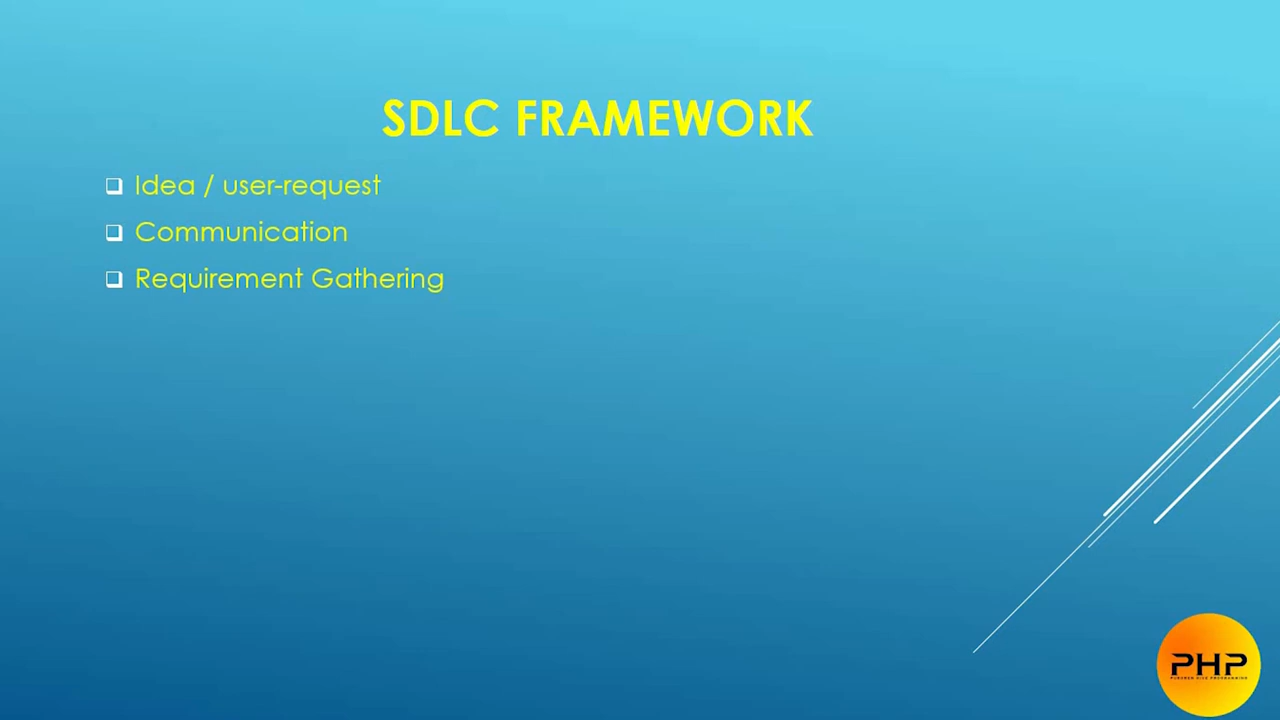 SDLC FRAMEWORK
Idea / user-request
Communication
Requirement Gathering
PHP